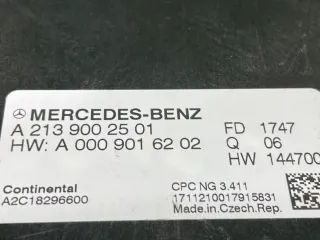 MERCEDES-BENZ
A 213 900 25 01 FD 1747
HW: A 000 901 62 02 Q 06
HW 144700
Continental CPC NG 3.411
A2C18296600 1711210017915831
Made in Czech Rep.